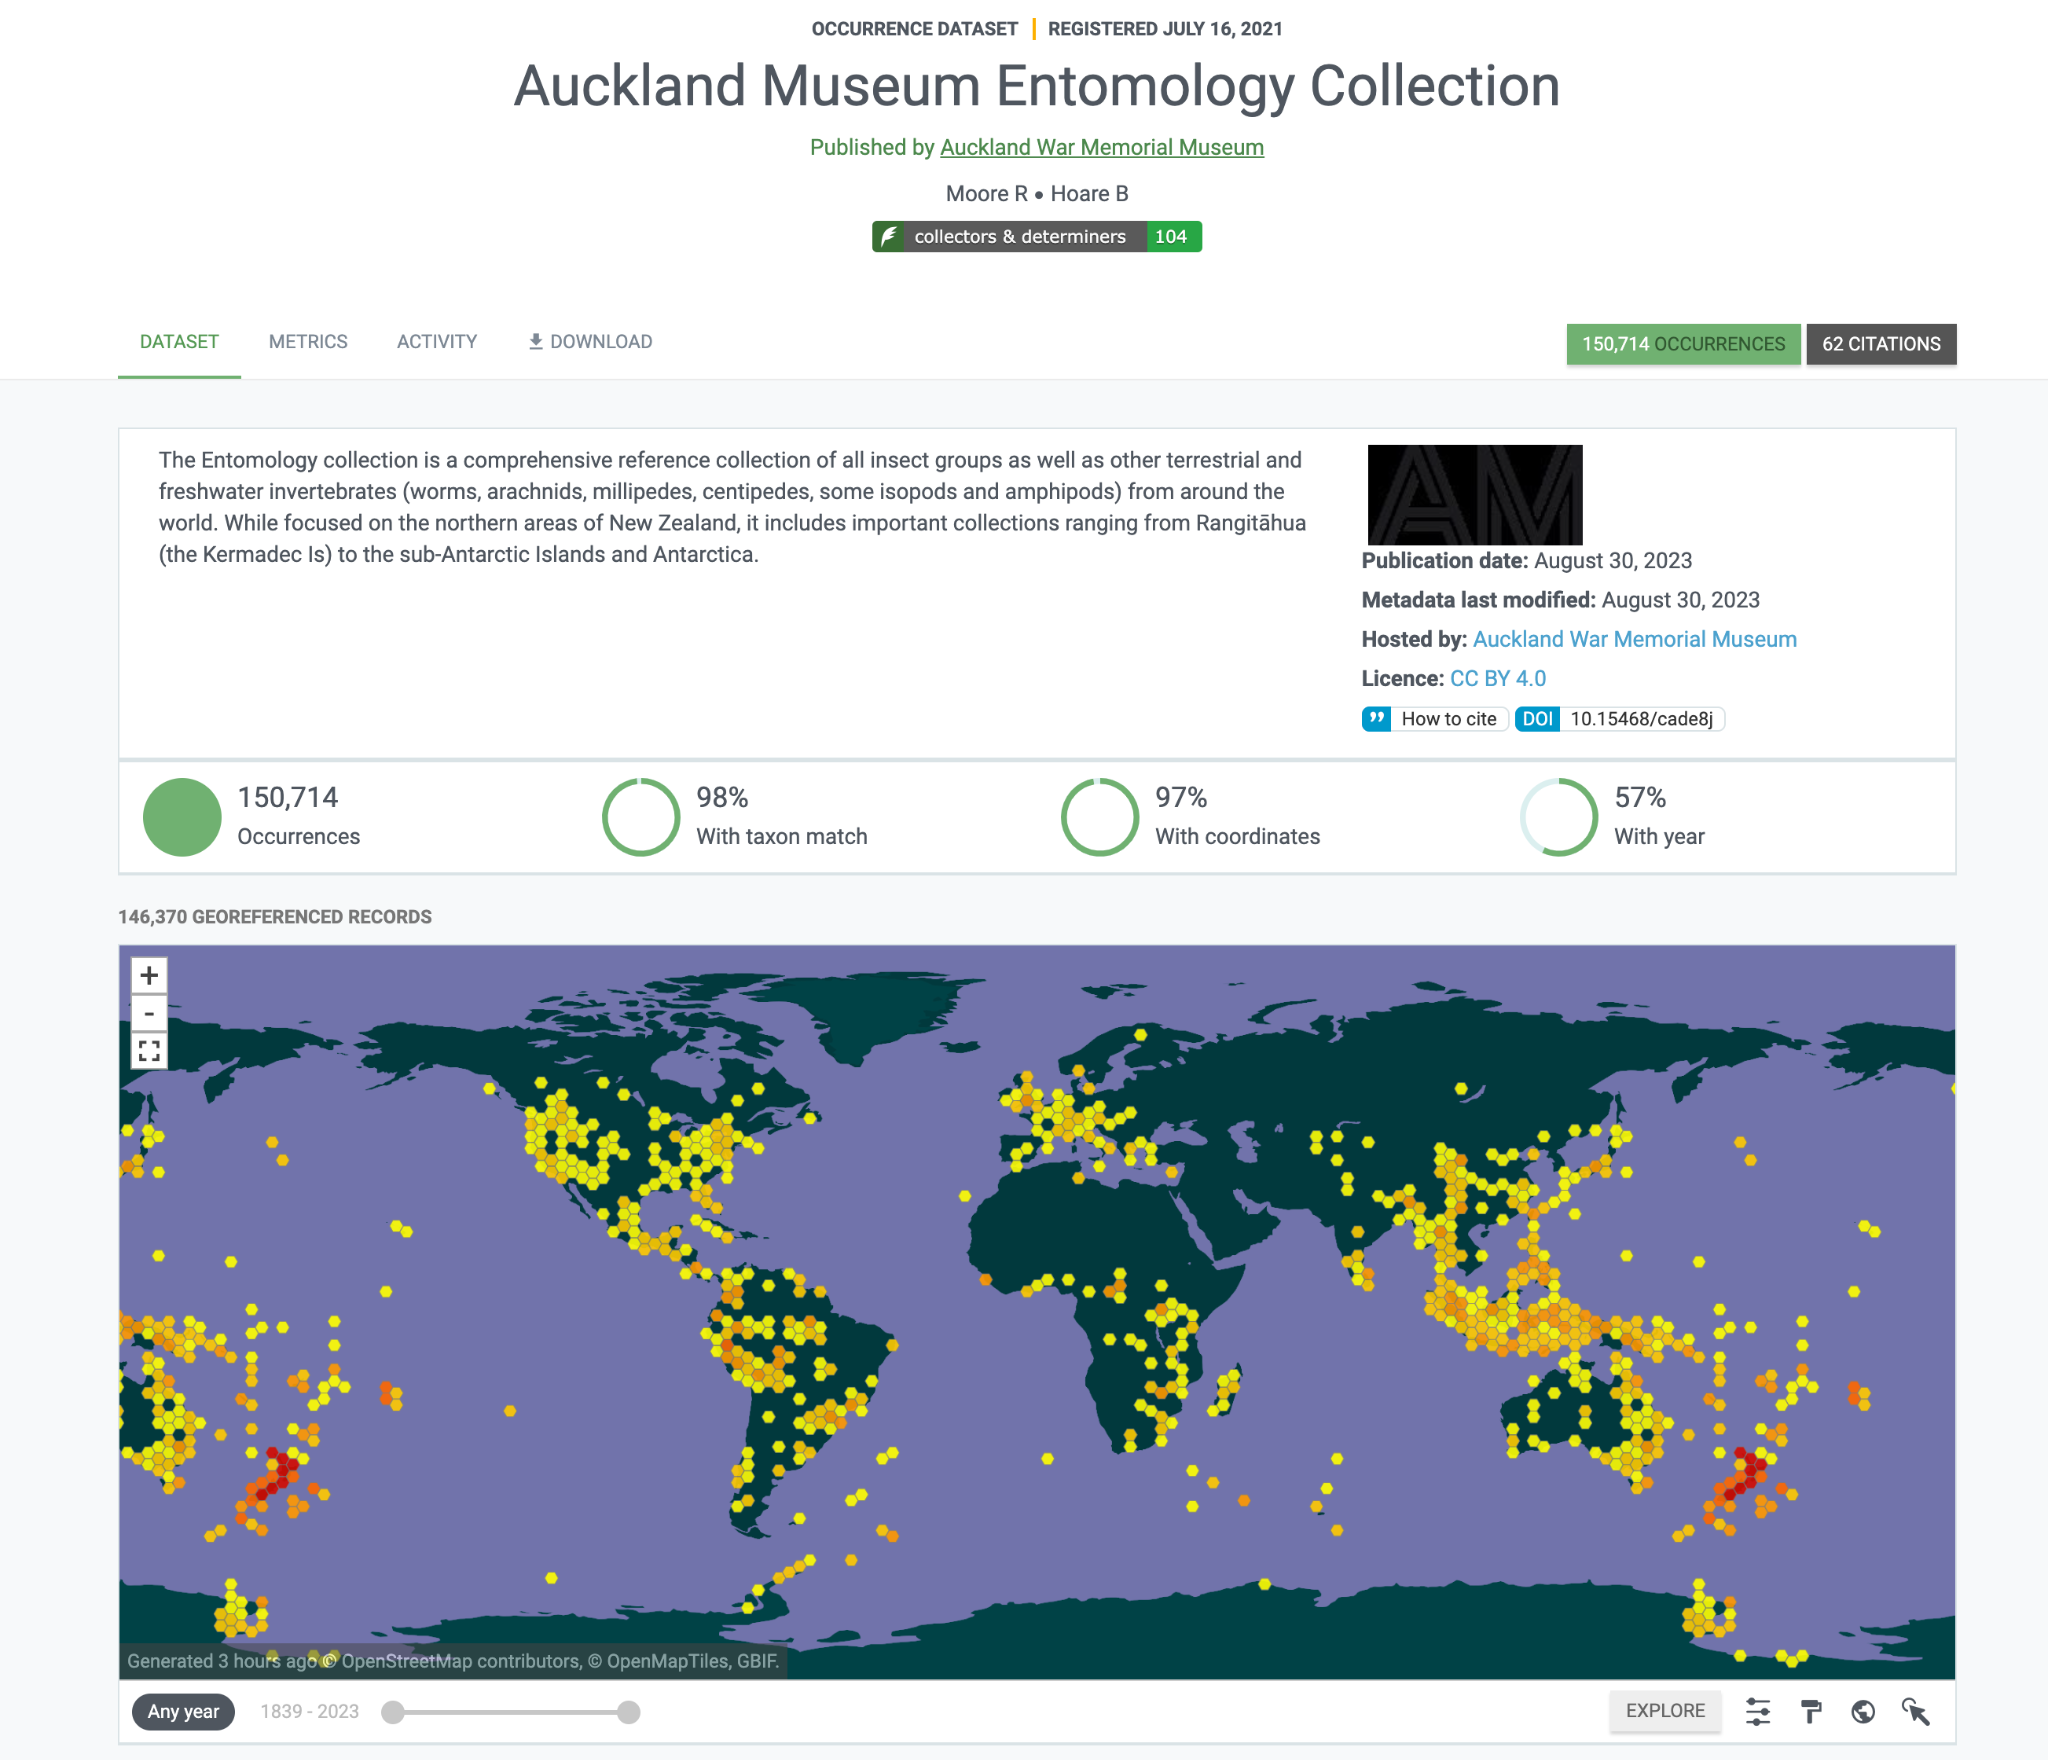 OCCURRENCE DATASET | REGISTERED JULY 16, 2021
Auckland Museum Entomology Collection
Published by Auckland War Memorial Museum
Moore R • Hoare B
collectors & determiners 104
DATASET METRICS ACTIVITY DOWNLOAD 150,714 OCCURRENCES 62 CITATIONS
The Entomology collection is a comprehensive reference collection of all insect groups as well as other terrestrial and
freshwater invertebrates (worms, arachnids, millipedes, centipedes, some isopods and amphipods) from around the
world. While focused on the northern areas of New Zealand, it includes important collections ranging from Rangitāhua
(the Kermadec Is) to the sub-Antarctic Islands and Antarctica.
AM
Publication date: August 30, 2023
Metadata last modified: August 30, 2023
Hosted by: Auckland War Memorial Museum
Licence: CC BY 4.0
How to cite DOI 10.15468/cade8j
150,714
Occurrences
98%
With taxon match
97%
With coordinates
57%
With year
146,370 GEOREFERENCED RECORDS
+
-
Generated 3 hours ago © OpenStreetMap contributors, © OpenMapTiles, GBIF.
Any year 1839 - 2023 EXPLORE